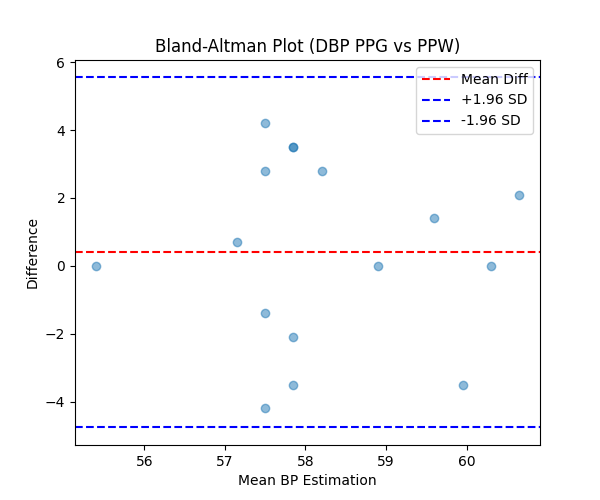 Bland-Altman Plot (DBP PPG vs PPW)
Mean Diff
+1.96 SD
-1.96 SD
6
4
2
0
−2
−4
Difference
56 57 58 59 60
Mean BP Estimation